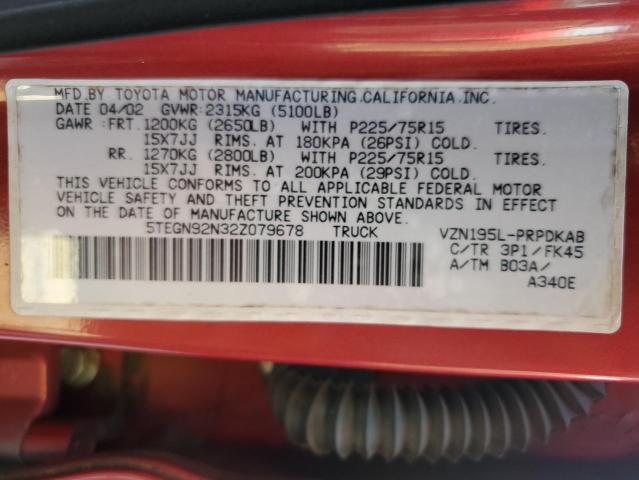 MFD.BY TOYOTA MOTOR MANUFACTURING.CALIFORNIA.INC.
DATE 04/02 GVWR:2315KG (5100LB)
GAWR :FRT.1200KG (2650LB) WITH P225/75R15 TIRES.
15X7JJ RIMS. AT 180KPA (26PSI) COLD.
RR. 1270KG (2800LB) WITH P225/75R15 TIRES.
15X7JJ RIMS. AT 200KPA (29PSI) COLD.
THIS VEHICLE CONFORMS TO ALL APPLICABLE FEDERAL MOTOR
VEHICLE SAFETY AND THEFT PREVENTION STANDARDS IN EFFECT
ON THE DATE OF MANUFACTURE SHOWN ABOVE.
5TEGN92N32Z079678 TRUCK VZN195L-PRPDKAB
C/TR 3P1/FK45
A/TM B03A/
A340E